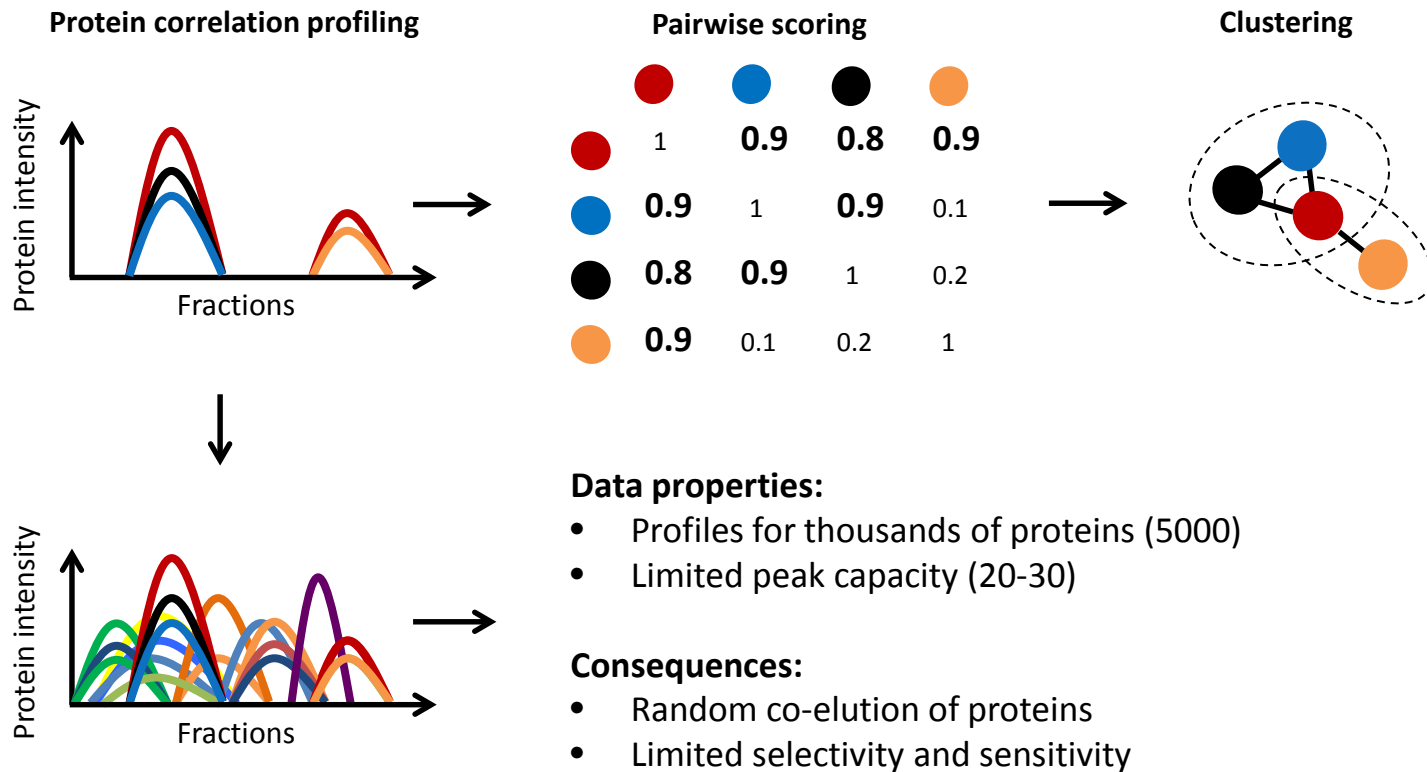 Protein correlation profiling
Pairwise scoring
Clustering
Protein intensity
Fractions
1 0.9 0.8 0.9
0.9 1 0.9 0.1
0.8 0.9 1 0.2
0.9 0.1 0.2 1
Protein intensity
Fractions
Data properties:
• Profiles for thousands of proteins (5000)
• Limited peak capacity (20-30)
Consequences:
• Random co-elution of proteins
• Limited selectivity and sensitivity